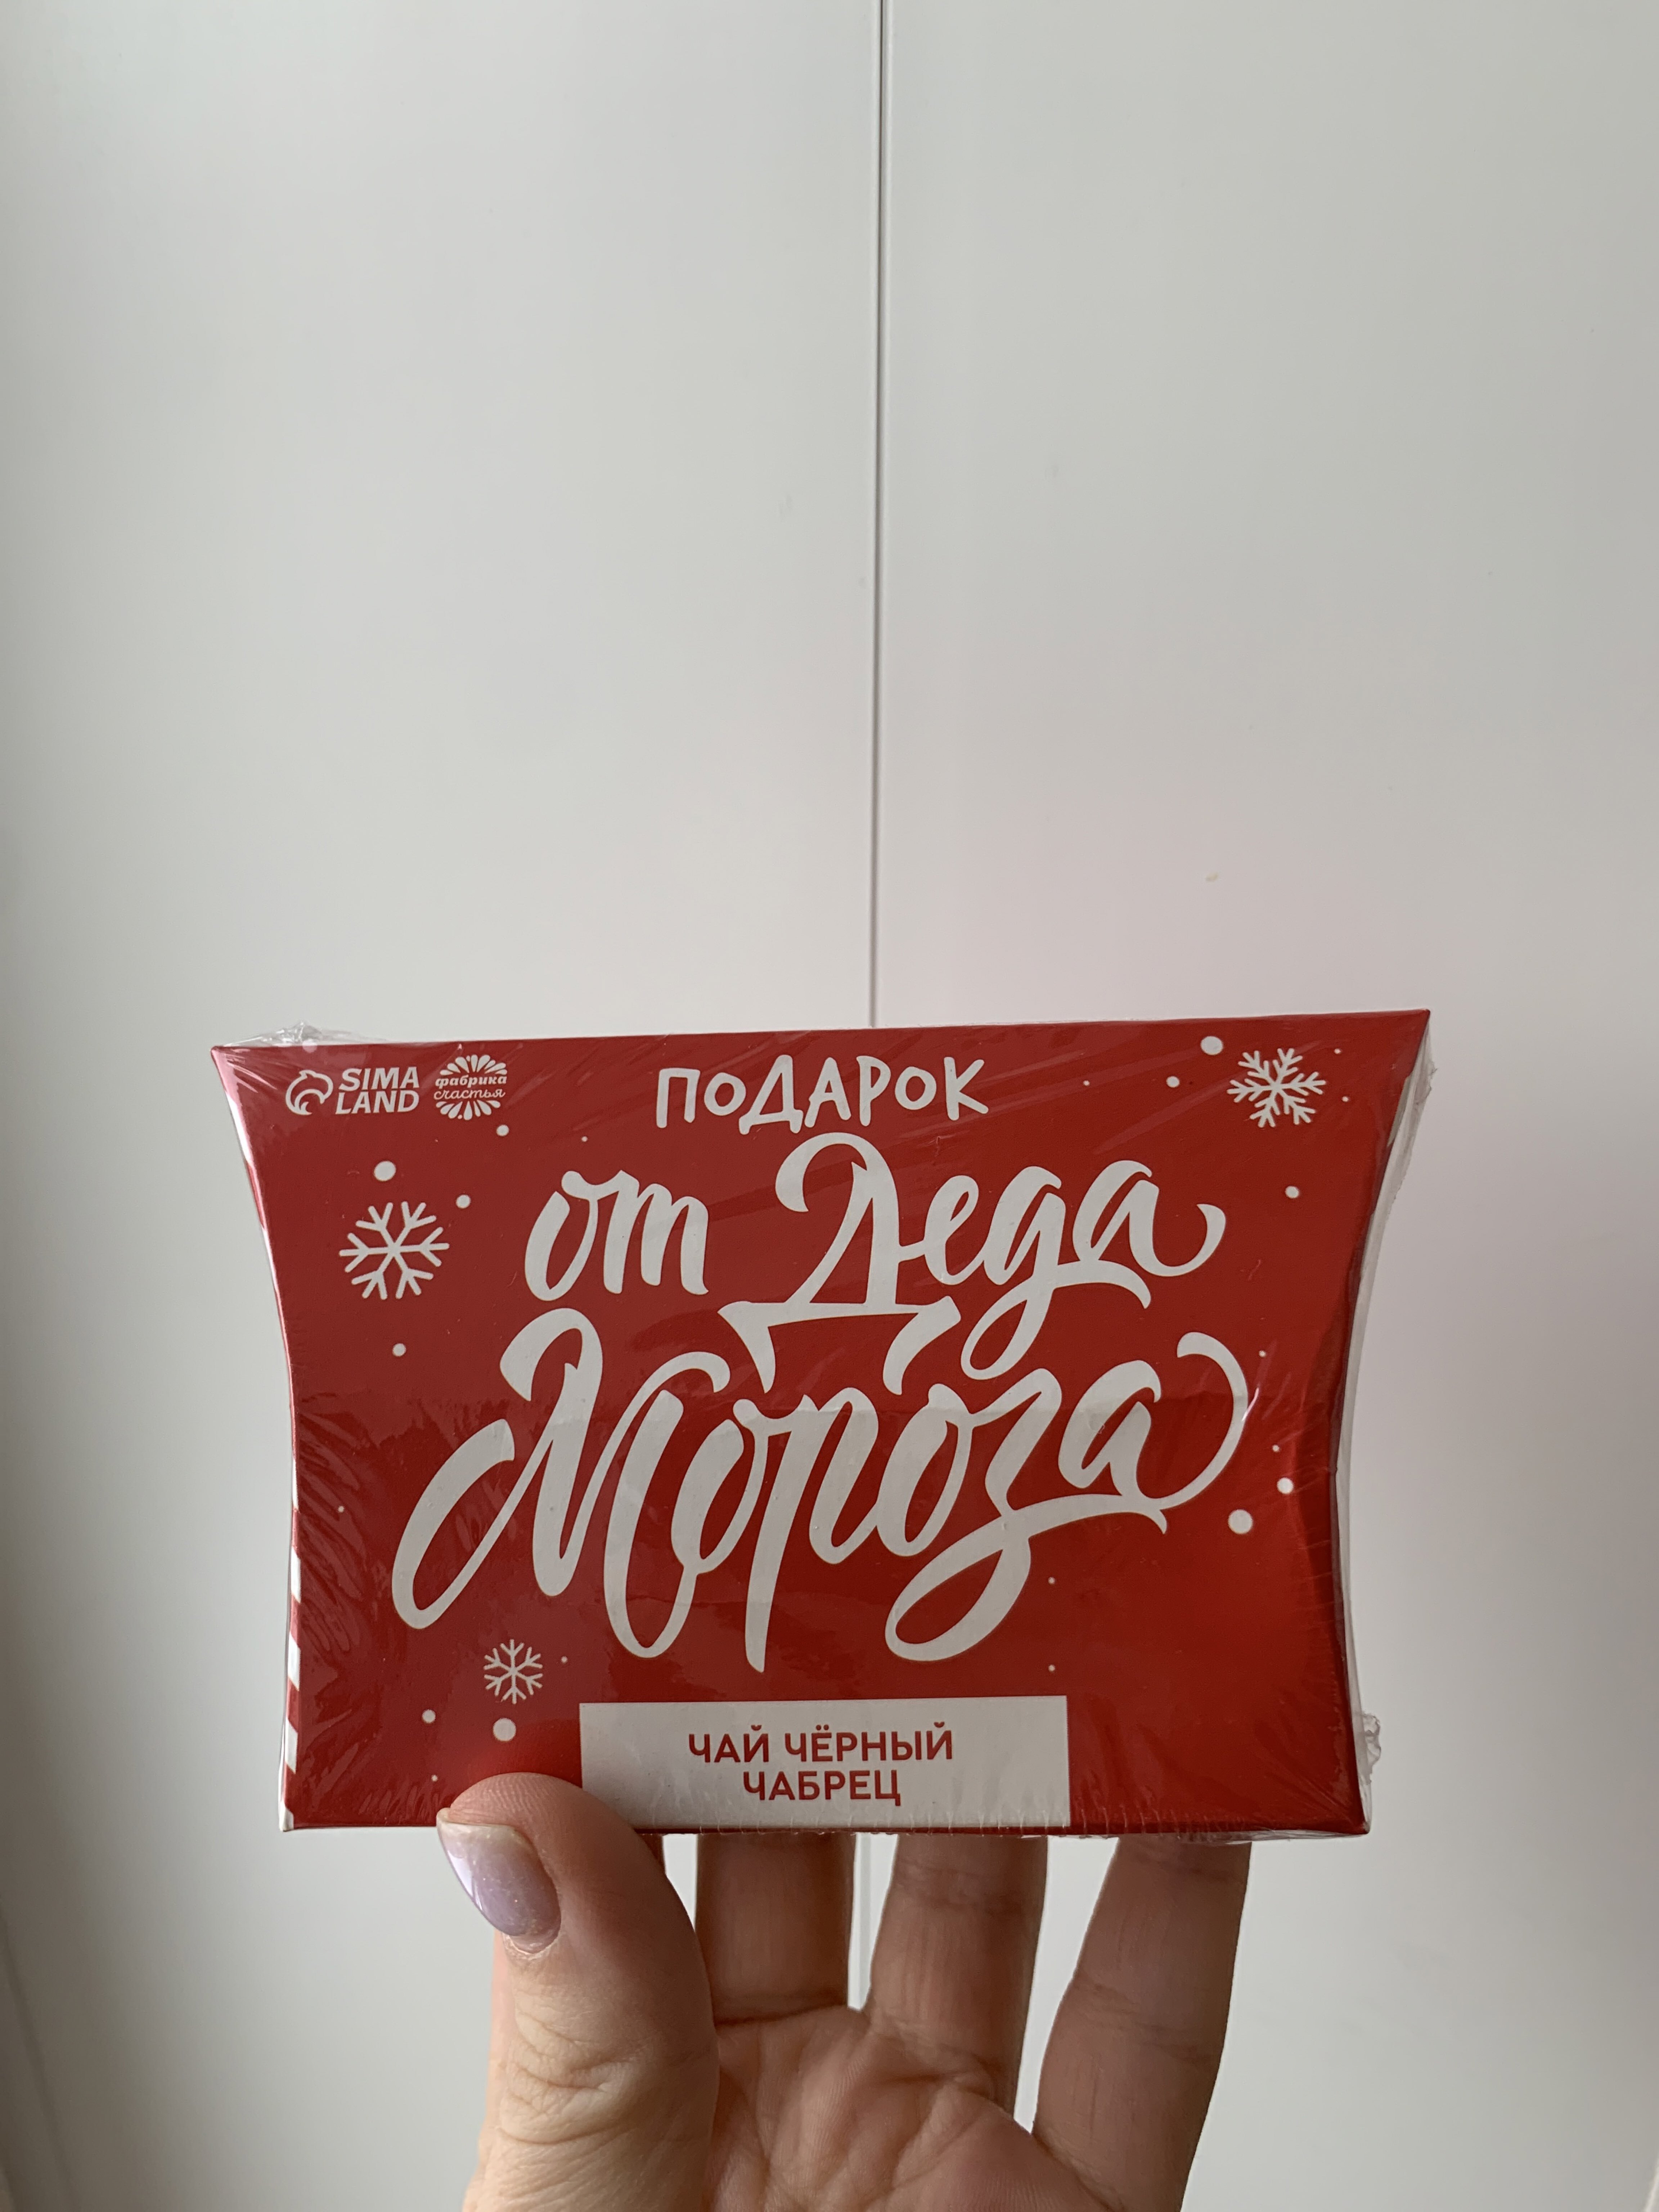 SIMA
LAND
фабрика
счастья
ПОДАРОК
от Деда
Мороза
ЧАЙ ЧЁРНЫЙ
ЧАБРЕЦ